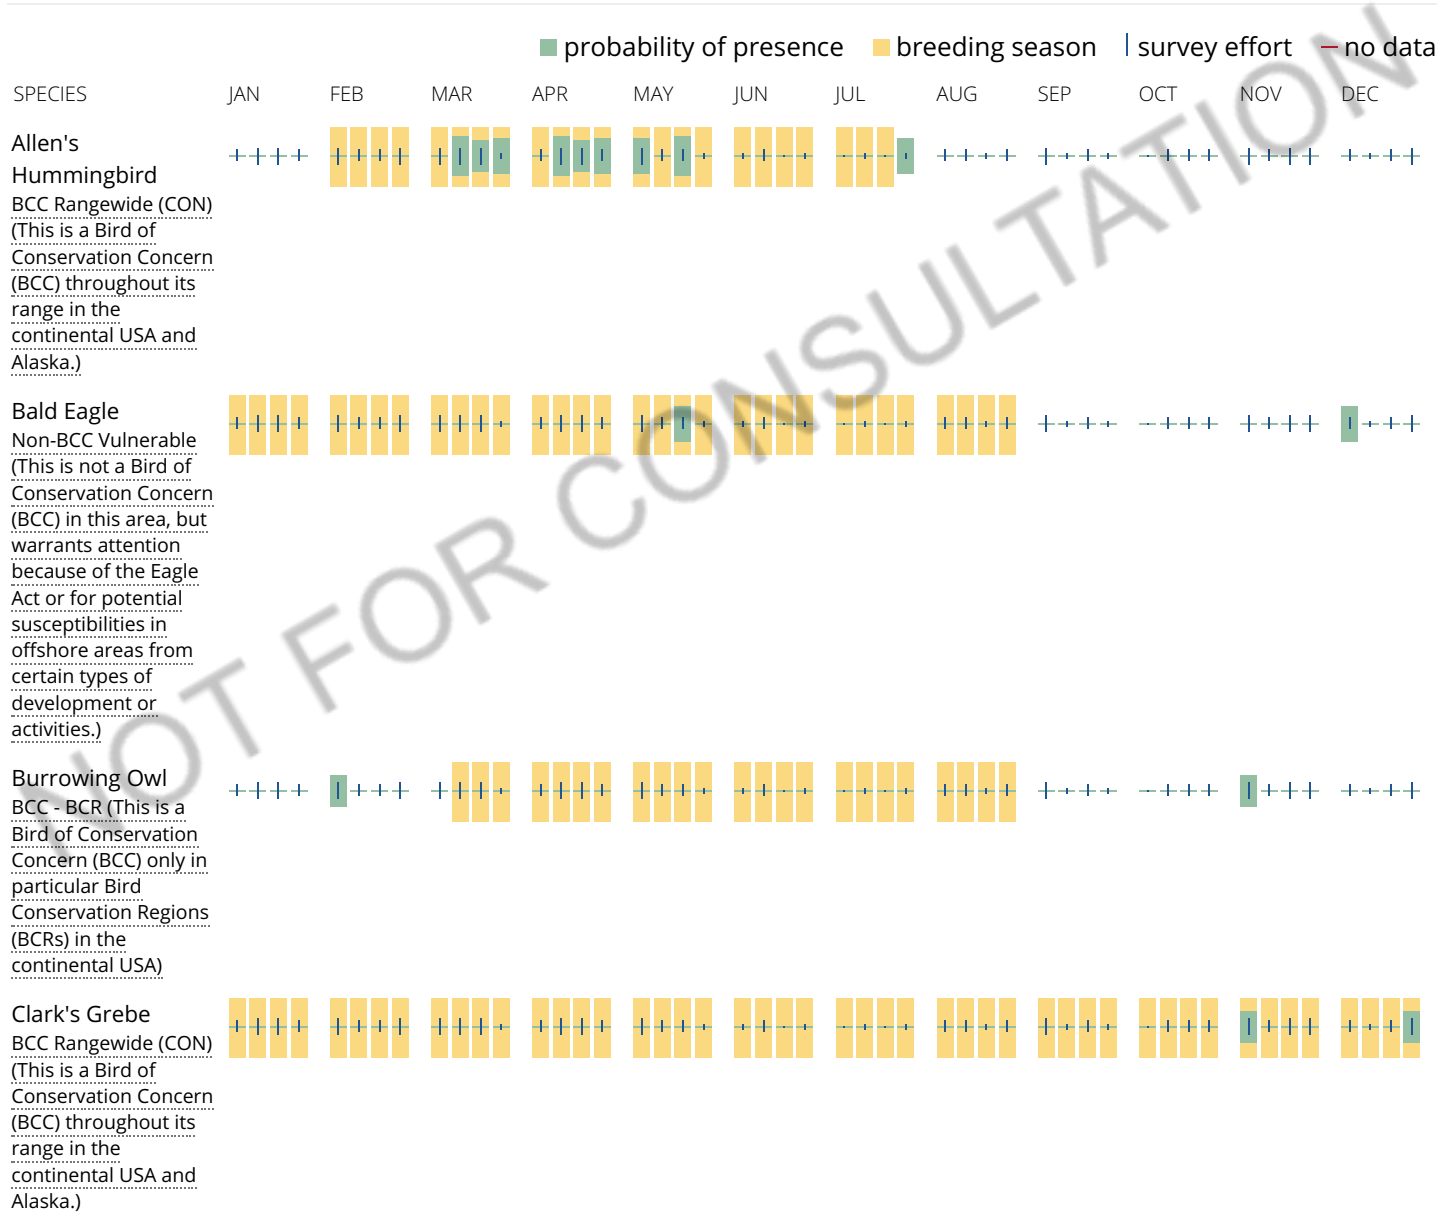 probability of presence breeding season survey effort no data
SPECIES JAN FEB MAR APR MAY JUN JUL AUG SEP OCT NOV DEC
Allen's
Hummingbird
BCC Rangewide (CON)
(This is a Bird of
Conservation Concern
(BCC) throughout its
range in the
continental USA and
Alaska.)
Bald Eagle
Non-BCC Vulnerable
(This is not a Bird of
Conservation Concern
(BCC) in this area, but
warrants attention
because of the Eagle
Act or for potential
susceptibilities in
offshore areas from
certain types of
development or
activities.)
Burrowing Owl
BCC - BCR (This is a
Bird of Conservation
Concern (BCC) only in
particular Bird
Conservation Regions
(BCRs) in the
continental USA)
Clark's Grebe
BCC Rangewide (CON)
(This is a Bird of
Conservation Concern
(BCC) throughout its
range in the
continental USA and
Alaska.)
NOT FOR CONSULTATION